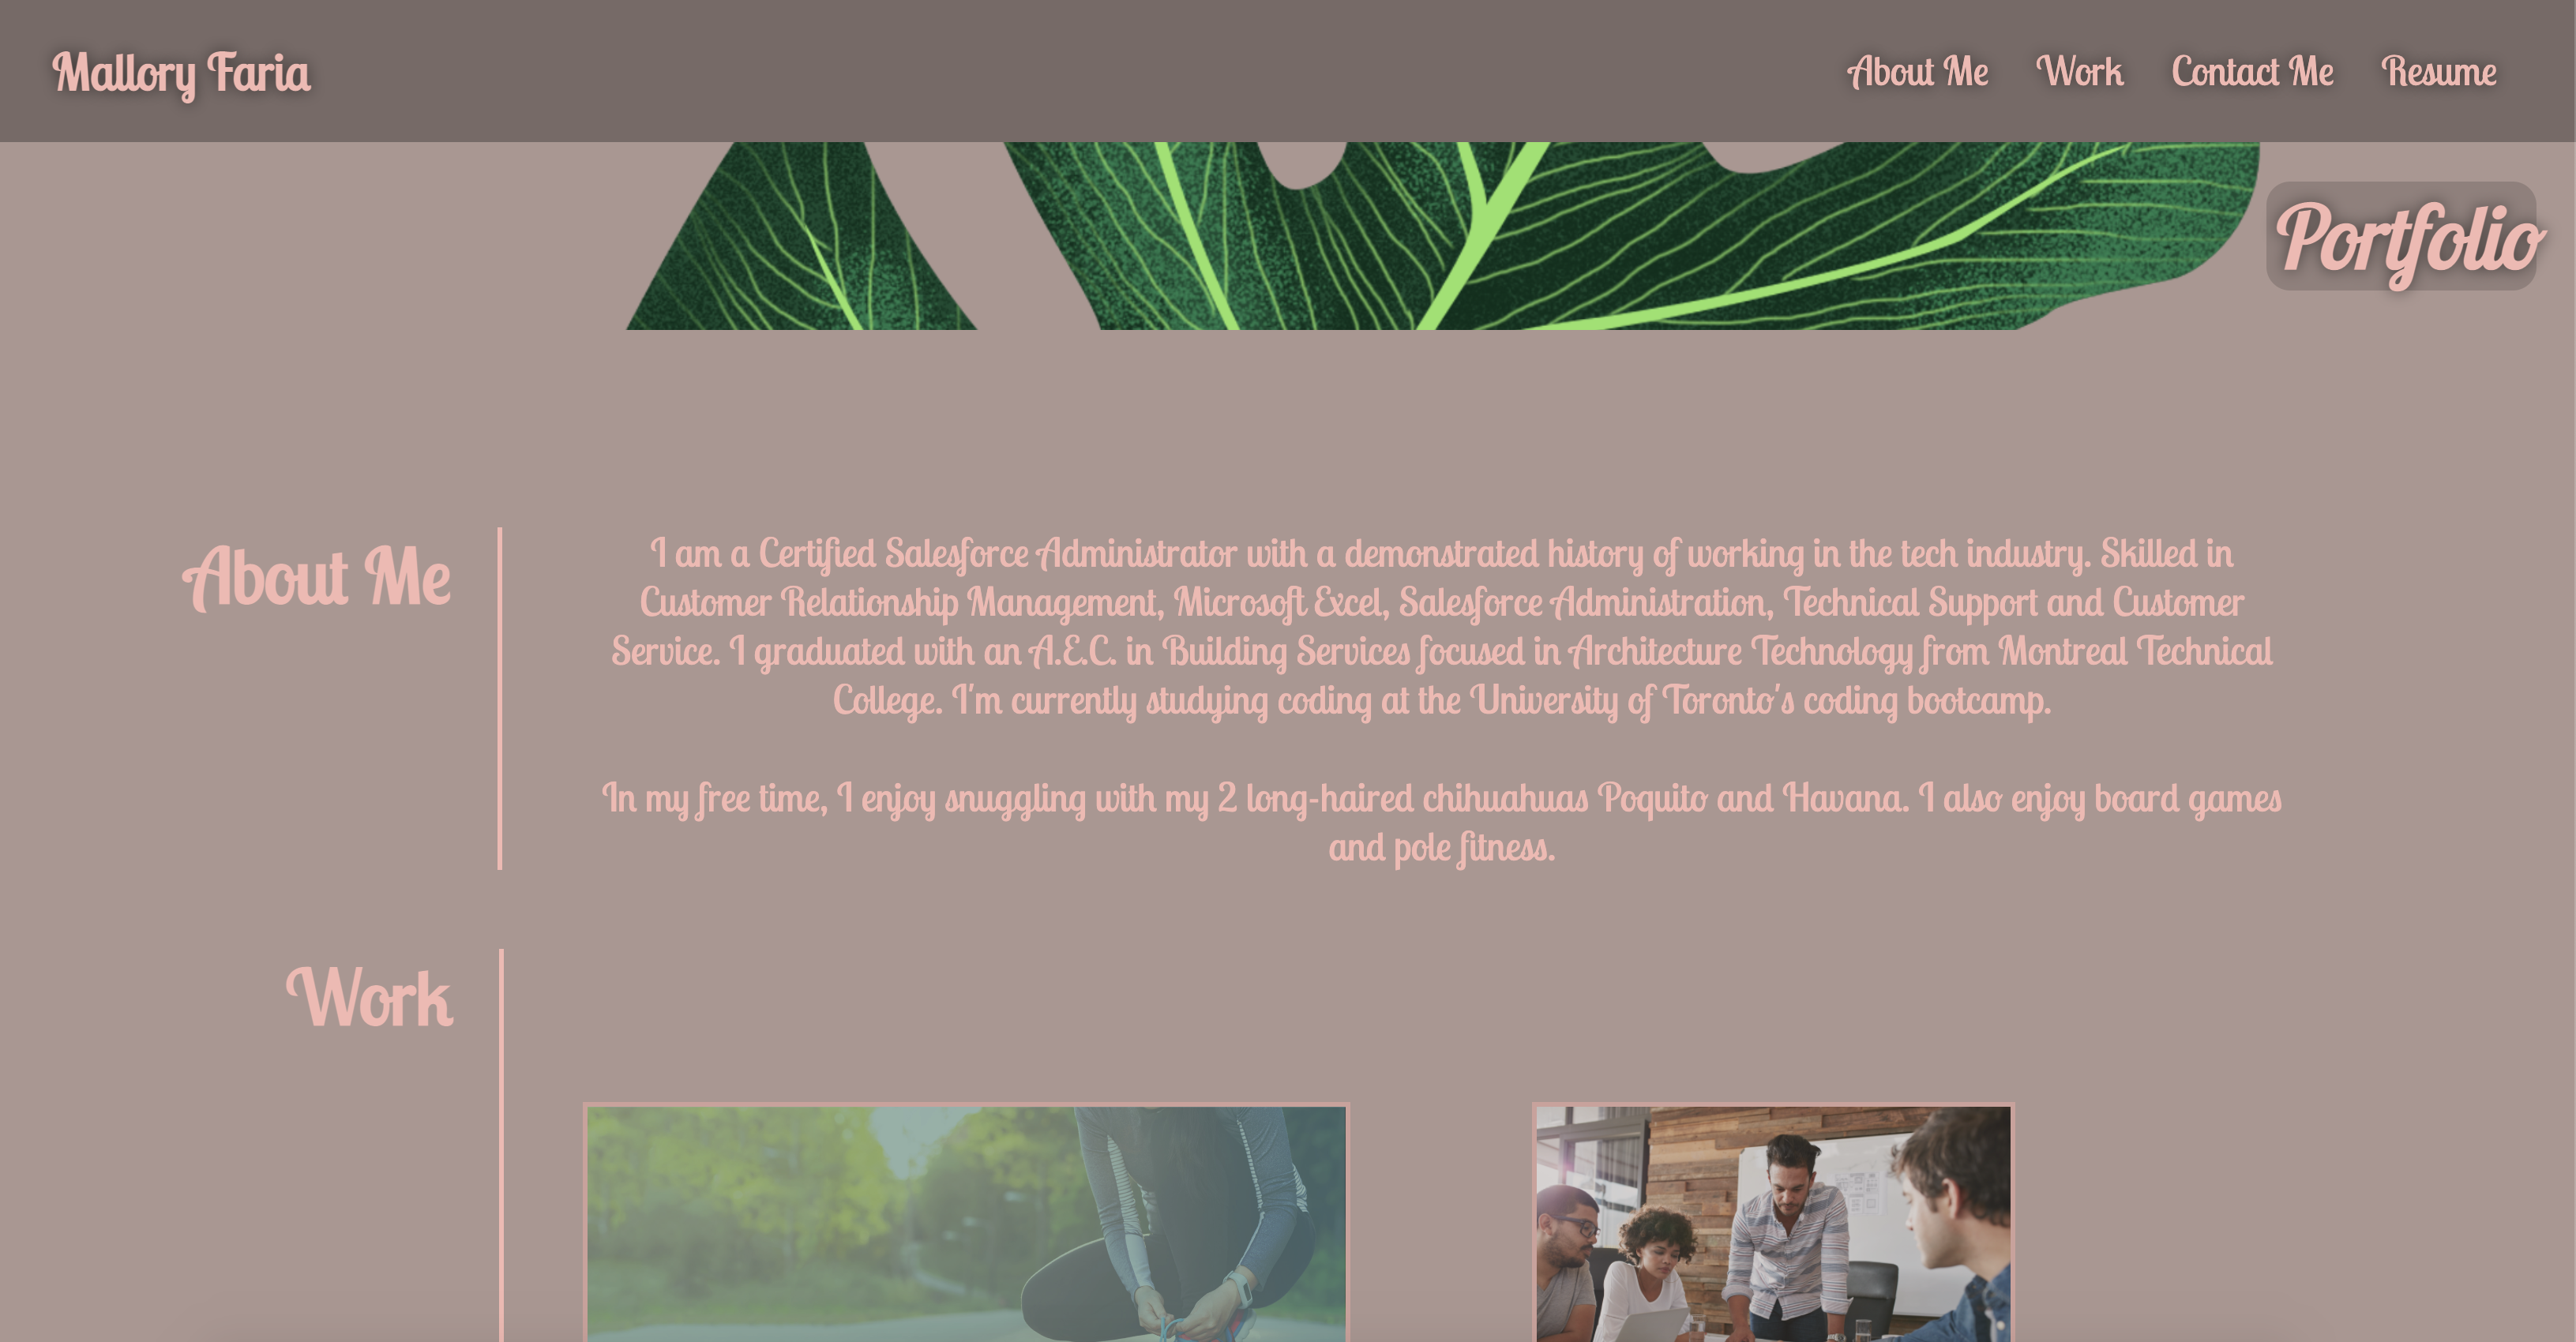 Mallory Faria
About Me Work Contact Me Resume
Portfolio
About Me
I am a Certified Salesforce Administrator with a demonstrated history of working in the tech industry. Skilled in
Customer Relationship Management, Microsoft Excel, Salesforce Administration, Technical Support and Customer
Service. I graduated with an A.E.C. in Building Services focused in Architecture Technology from Montreal Technical
College. I'm currently studying coding at the University of Toronto's coding bootcamp.
In my free time, I enjoy snuggling with my 2 long-haired chihuahuas Poquito and Havana. I also enjoy board games
and pole fitness.
Work